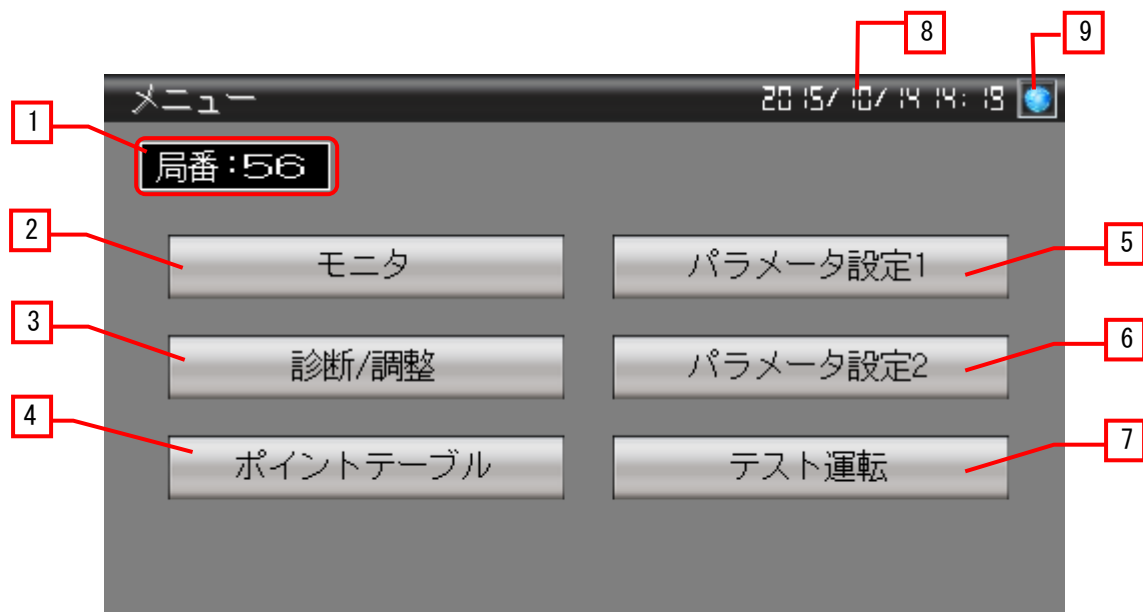 8 9
メニュー 2015/10/14 14:19
1
局番:56
2 モニタ パラメータ設定1 5
3 診断/調整 パラメータ設定2 6
4 ポイントテーブル テスト運転 7